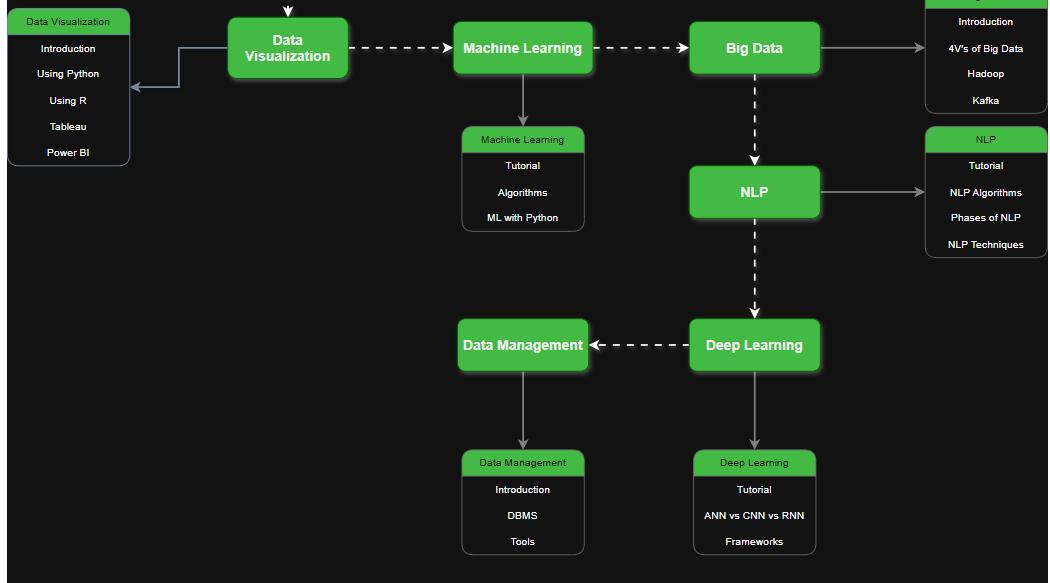 Data Visualization
Introduction
Using Python
Using R
Tableau
Power BI
Data
Visualization
Machine Learning
Big Data
Introduction
4V's of Big Data
Hadoop
Kafka
Machine Learning
Tutorial
Algorithms
ML with Python
NLP
NLP
Tutorial
NLP Algorithms
Phases of NLP
NLP Techniques
Data Management
Deep Learning
Data Management
Introduction
DBMS
Tools
Deep Learning
Tutorial
ANN vs CNN vs RNN
Frameworks